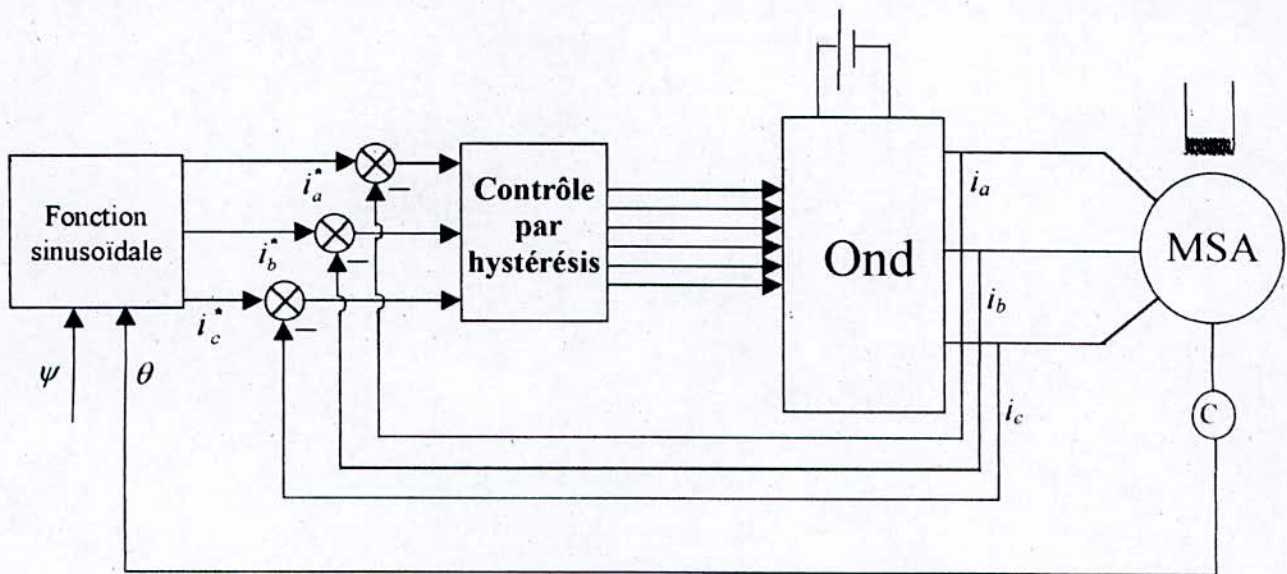 Fonction
sinusoïdale
i*a
i*b
i*c
ψ
θ
Contrôle
par
hystérésis
Ond
ia
ib
ic
MSA
C